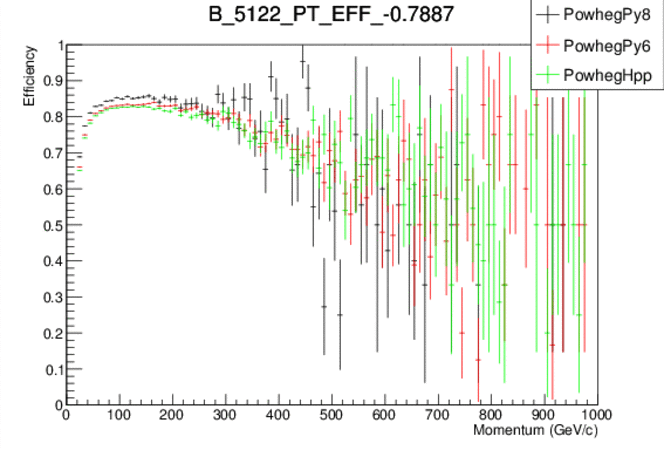 B_5122_PT_EFF_-0.7887
PowhegPy8
PowhegPy6
PowhegHpp
Efficiency
1
0.9
0.8
0.7
0.6
0.5
0.4
0.3
0.2
0.1
0
0 100 200 300 400 500 600 700 800 900 1000
Momentum (GeV/c)